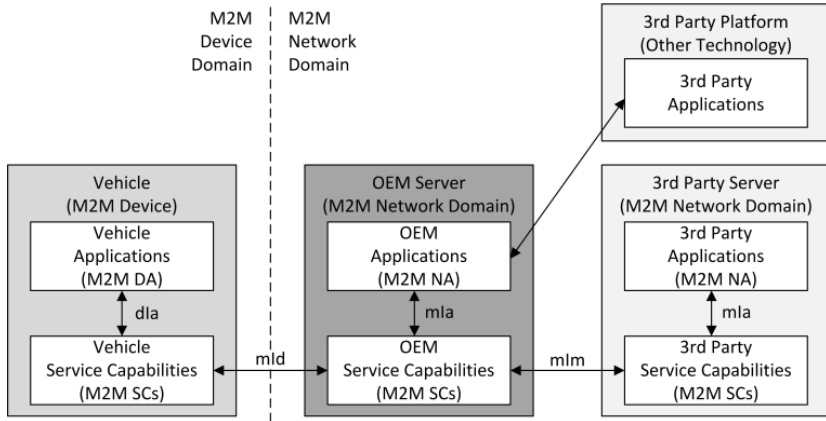 M2M
Device
Domain
M2M
Network
Domain
3rd Party Platform
(Other Technology)
3rd Party
Applications
Vehicle
(M2M Device)
Vehicle
Applications
(M2M DA)
dIa
Vehicle
Service Capabilities
(M2M SCs)
mId
OEM Server
(M2M Network Domain)
OEM
Applications
(M2M NA)
mIa
OEM
Service Capabilities
(M2M SCs)
mIm
3rd Party Server
(M2M Network Domain)
3rd Party
Applications
(M2M NA)
mIa
3rd Party
Service Capabilities
(M2M SCs)